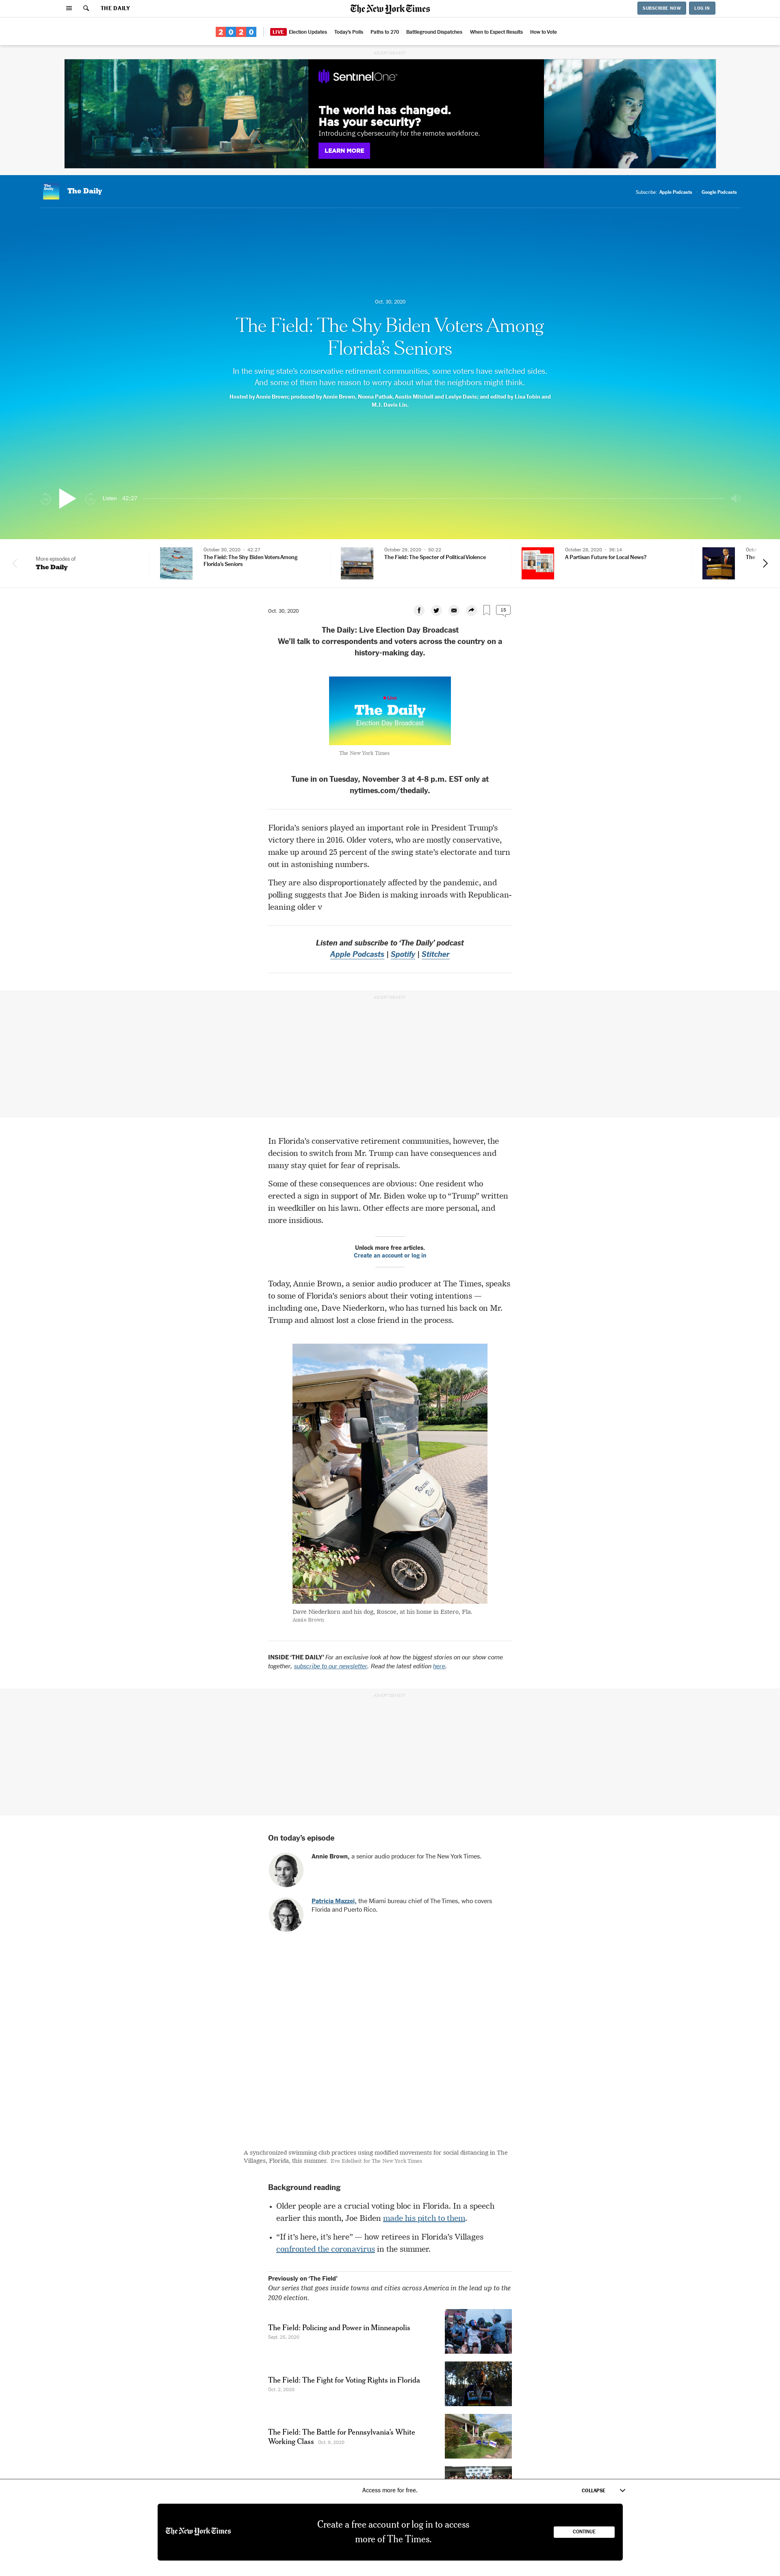 THE DAILY
The New York Times
SUBSCRIBE NOW
LOG IN
2020
LIVE Election Updates Today's Polls Paths to 270 Battleground Dispatches When to Expect Results How to Vote
ADVERTISEMENT
SentinelOne
The world has changed.
Has your security?
Introducing cybersecurity for the remote workforce.
LEARN MORE
The Daily
The Daily
Subscribe: Apple Podcasts Google Podcasts
Oct. 30, 2020
The Field: The Shy Biden Voters Among
Florida's Seniors
In the swing state's conservative retirement communities, some voters have switched sides.
And some of them have reason to worry about what the neighbors might think.
Hosted by Annie Brown; produced by Annie Brown, Neena Pathak, Austin Mitchell and Leslye Davis; and edited by Lisa Tobin and
M.J. Davis Lin.
Listen 42:27
More episodes of
The Daily
October 30, 2020 · 42:27
The Field: The Shy Biden Voters Among
Florida's Seniors
October 29, 2020 · 50:22
The Field: The Specter of Political Violence
October 28, 2020 · 36:14
A Partisan Future for Local News?
Oct. 30, 2020
15
The Daily: Live Election Day Broadcast
We'll talk to correspondents and voters across the country on a
history-making day.
Live
The Daily
Election Day Broadcast
The New York Times
Tune in on Tuesday, November 3 at 4-8 p.m. EST only at
nytimes.com/thedaily.
Florida's seniors played an important role in President Trump's
victory there in 2016. Older voters, who are mostly conservative,
make up around 25 percent of the swing state's electorate and turn
out in astonishing numbers.
They are also disproportionately affected by the pandemic, and
polling suggests that Joe Biden is making inroads with Republican-
leaning older v
Listen and subscribe to 'The Daily' podcast
Apple Podcasts | Spotify | Stitcher
ADVERTISEMENT
In Florida's conservative retirement communities, however, the
decision to switch from Mr. Trump can have consequences and
many stay quiet for fear of reprisals.
Some of these consequences are obvious: One resident who
erected a sign in support of Mr. Biden woke up to "Trump" written
in weedkiller on his lawn. Other effects are more personal, and
more insidious.
Unlock more free articles.
Create an account or log in
Today, Annie Brown, a senior audio producer at The Times, speaks
to some of Florida's seniors about their voting intentions —
including one, Dave Niederkorn, who has turned his back on Mr.
Trump and almost lost a close friend in the process.
Dave Niederkorn and his dog, Roscoe, at his home in Estero, Fla.
Annie Brown
INSIDE 'THE DAILY' For an exclusive look at how the biggest stories on our show come
together, subscribe to our newsletter. Read the latest edition here.
ADVERTISEMENT
On today's episode
Annie Brown, a senior audio producer for The New York Times.
Patricia Mazzei, the Miami bureau chief of The Times, who covers
Florida and Puerto Rico.
A synchronized swimming club practices using modified movements for social distancing in The
Villages, Florida, this summer. Eve Edelheit for The New York Times
Background reading
• Older people are a crucial voting bloc in Florida. In a speech
earlier this month, Joe Biden made his pitch to them.
• "If it's here, it's here" — how retirees in Florida's Villages
confronted the coronavirus in the summer.
Previously on 'The Field'
Our series that goes inside towns and cities across America in the lead up to the
2020 election.
The Field: Policing and Power in Minneapolis
Sept. 25, 2020
The Field: The Fight for Voting Rights in Florida
Oct. 2, 2020
The Field: The Battle for Pennsylvania's White
Working Class Oct. 9, 2020
Access more for free.
COLLAPSE
The New York Times
Create a free account or log in to access
more of The Times.
CONTINUE